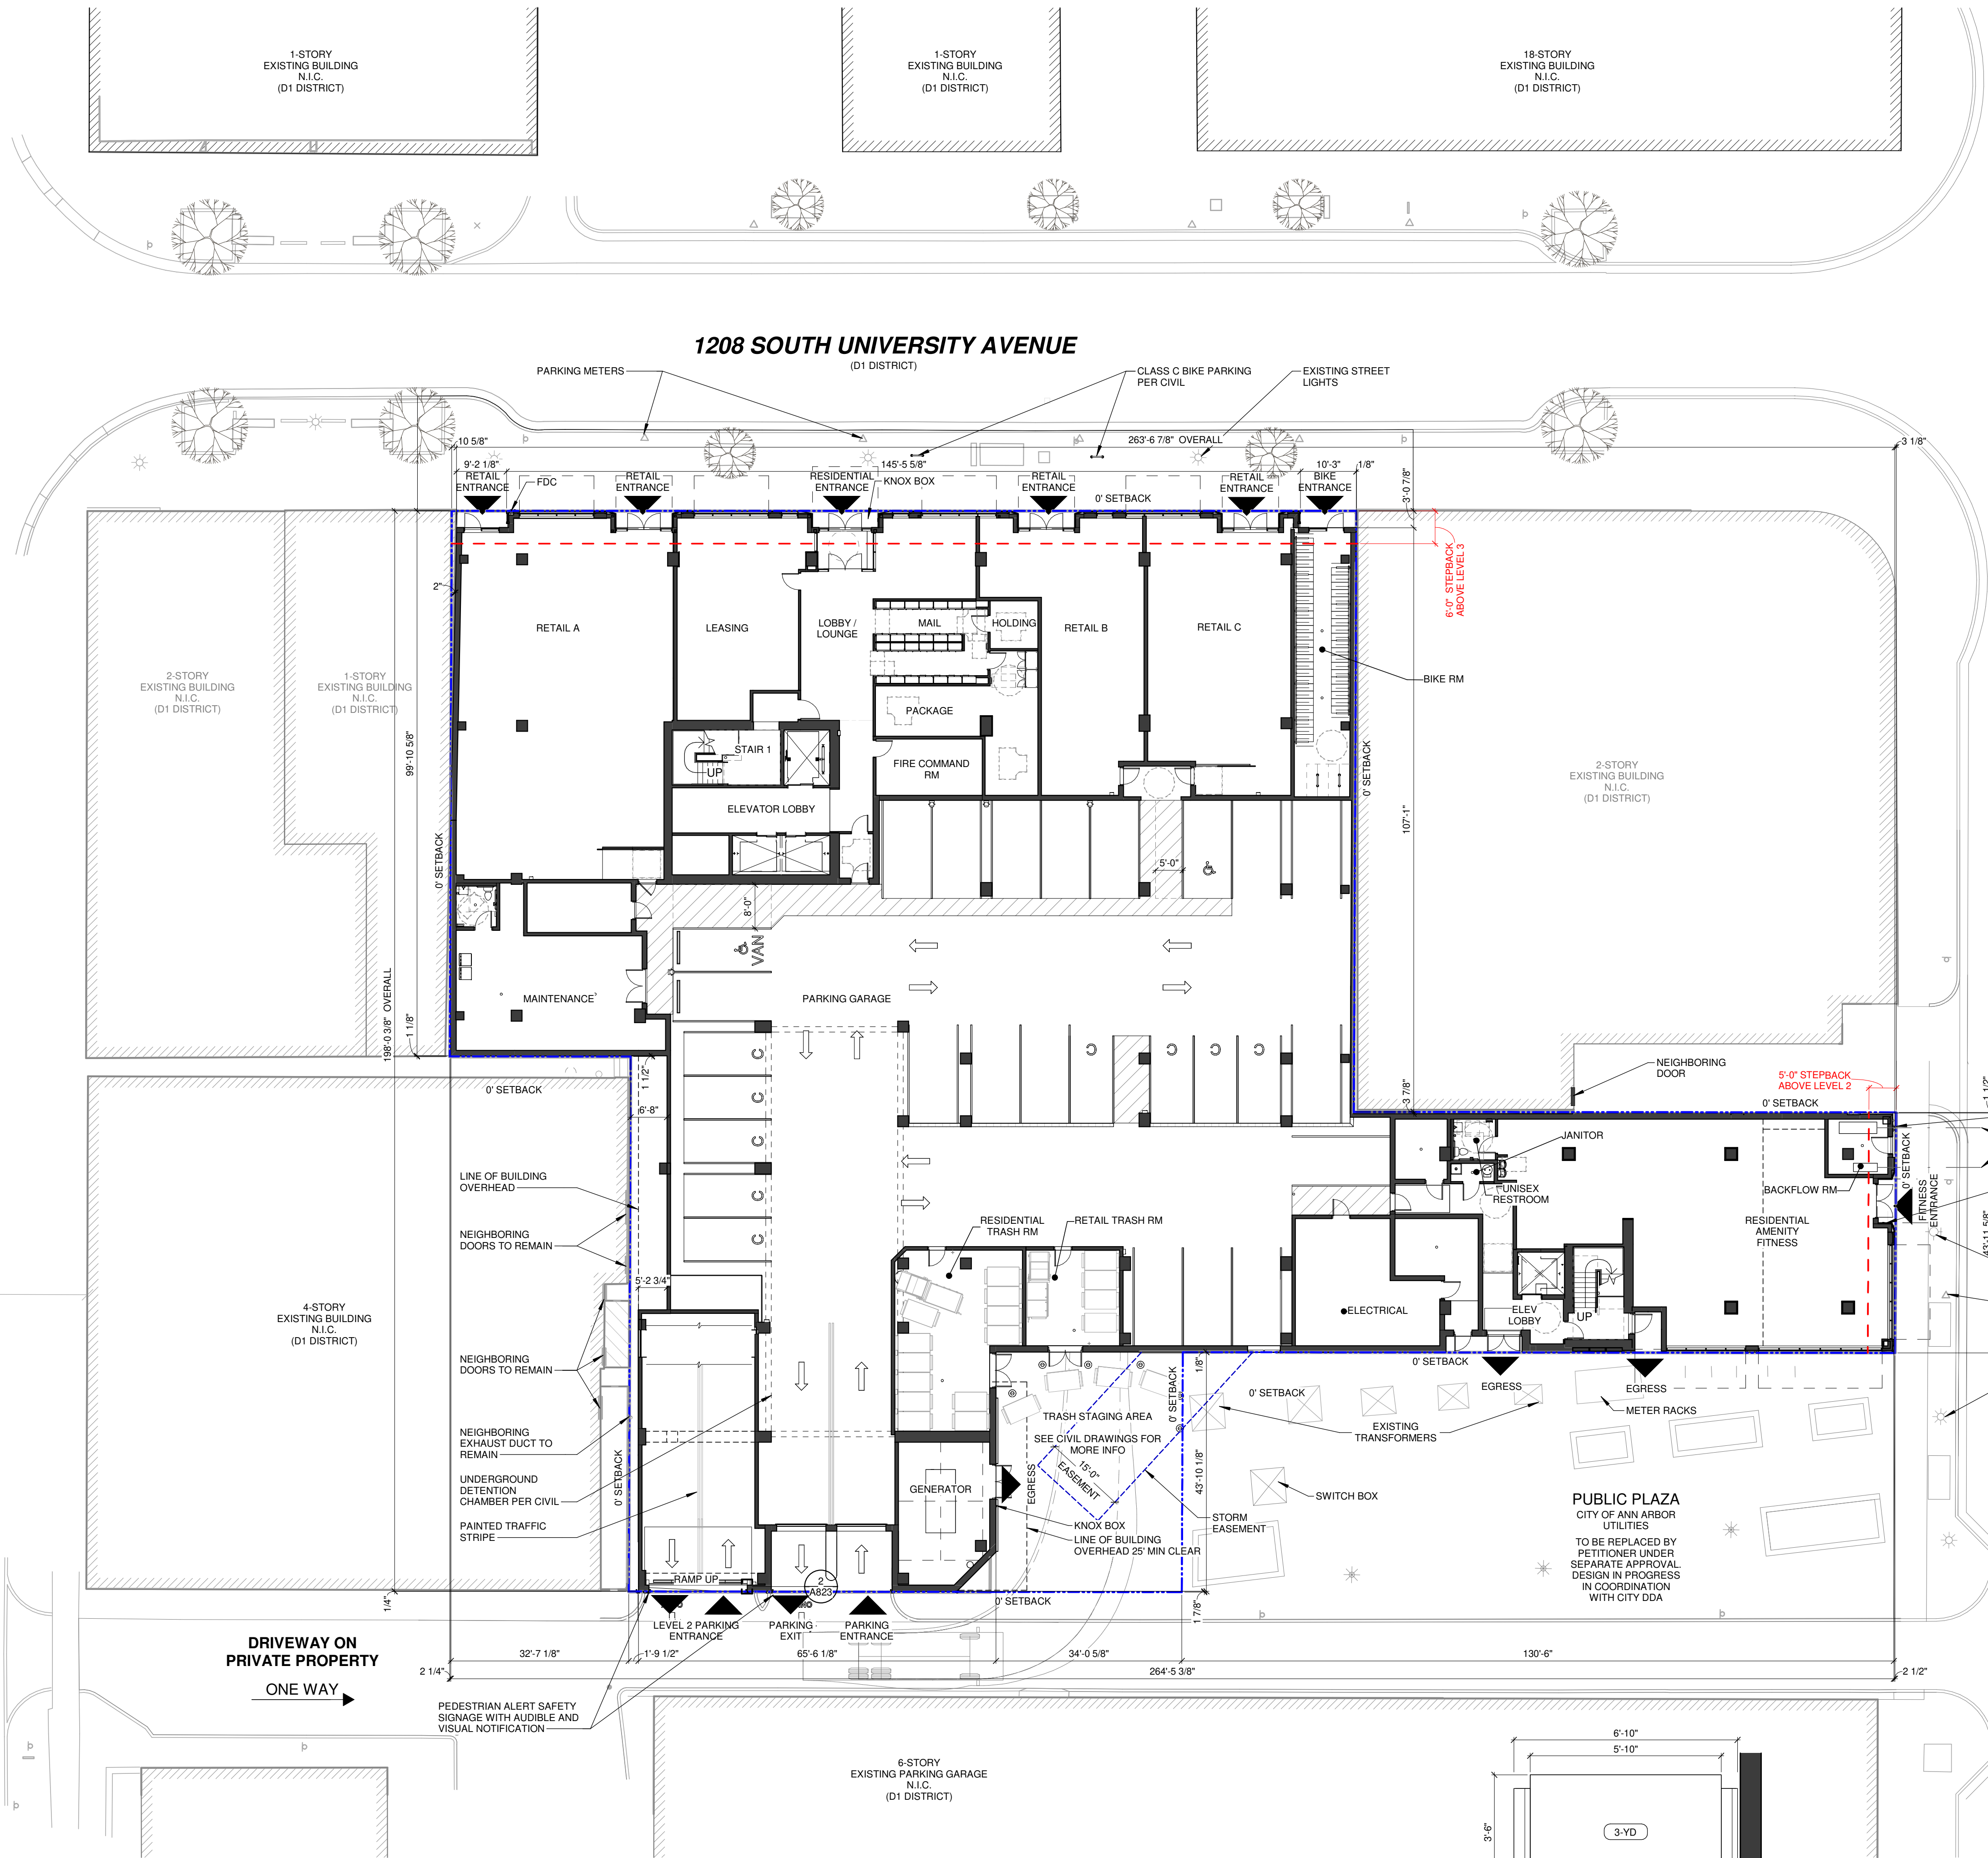 1-STORY
EXISTING BUILDING
N.I.C.
(D1 DISTRICT)
1-STORY
EXISTING BUILDING
N.I.C.
(D1 DISTRICT)
18-STORY
EXISTING BUILDING
N.I.C.
(D1 DISTRICT)
1208 SOUTH UNIVERSITY AVENUE
(D1 DISTRICT)
PARKING METERS
CLASS C BIKE PARKING
PER CIVIL
EXISTING STREET
LIGHTS
10 5/8"
263'-6 7/8" OVERALL
3 1/8"
9'-2 1/8"
145'-5 5/8"
10'-3"
1/8"
3'-0 7/8"
RETAIL
ENTRANCE
FDC
RETAIL
ENTRANCE
RESIDENTIAL
ENTRANCE
KNOX BOX
RETAIL
ENTRANCE
0' SETBACK
RETAIL
ENTRANCE
BIKE
ENTRANCE
6'-0" STEPBACK
ABOVE LEVEL 3
2"
RETAIL A
LEASING
LOBBY /
LOUNGE
MAIL
HOLDING
RETAIL B
RETAIL C
BIKE RM
2-STORY
EXISTING BUILDING
N.I.C.
(D1 DISTRICT)
1-STORY
EXISTING BUILDING
N.I.C.
(D1 DISTRICT)
PACKAGE
STAIR 1
UP
FIRE COMMAND
RM
ELEVATOR LOBBY
99'-10 5/8"
0' SETBACK
0' SETBACK
107'-1"
2-STORY
EXISTING BUILDING
N.I.C.
(D1 DISTRICT)
5'-0"
8'-0"
VAN
MAINTENANCE
PARKING GARAGE
198'-0 3/8" OVERALL
1 1/8"
C
C
C
C
C
C
C
C
C
0' SETBACK
1 1/2"
6'-8"
3 7/8"
NEIGHBORING
DOOR
5'-0" STEPBACK
ABOVE LEVEL 2
0' SETBACK
1 1/2"
JANITOR
UNISEX
RESTROOM
BACKFLOW RM
0' SETBACK
FITNESS
ENTRANCE
43'-11 5/8"
RESIDENTIAL
AMENITY
FITNESS
LINE OF BUILDING
OVERHEAD
NEIGHBORING
DOORS TO REMAIN
RESIDENTIAL
TRASH RM
RETAIL TRASH RM
5'-2 3/4"
4-STORY
EXISTING BUILDING
N.I.C.
(D1 DISTRICT)
ELECTRICAL
ELEV
LOBBY
UP
NEIGHBORING
DOORS TO REMAIN
1/8"
0' SETBACK
0' SETBACK
0' SETBACK
EGRESS
EGRESS
METER RACKS
EXISTING
TRANSFORMERS
TRASH STAGING AREA
SEE CIVIL DRAWINGS FOR
MORE INFO
15'-0"
EASEMENT
NEIGHBORING
EXHAUST DUCT TO
REMAIN
0' SETBACK
UNDERGROUND
DETENTION
CHAMBER PER CIVIL
GENERATOR
EGRESS
43'-10 1/8"
SWITCH BOX
PAINTED TRAFFIC
STRIPE
KNOX BOX
LINE OF BUILDING
OVERHEAD 25' MIN CLEAR
STORM
EASEMENT
PUBLIC PLAZA
CITY OF ANN ARBOR
UTILITIES
TO BE REPLACED BY
PETITIONER UNDER
SEPARATE APPROVAL.
DESIGN IN PROGRESS
IN COORDINATION
WITH CITY DDA
RAMP UP
2
A823
1/4"
0' SETBACK
1 7/8"
LEVEL 2 PARKING
ENTRANCE
PARKING
EXIT
PARKING
ENTRANCE
DRIVEWAY ON
PRIVATE PROPERTY
ONE WAY
32'-7 1/8"
1'-9 1/2"
65'-6 1/8"
34'-0 5/8"
130'-6"
2 1/4"
264'-5 3/8"
2 1/2"
PEDESTRIAN ALERT SAFETY
SIGNAGE WITH AUDIBLE AND
VISUAL NOTIFICATION
6-STORY
EXISTING PARKING GARAGE
N.I.C.
(D1 DISTRICT)
6'-10"
5'-10"
3'-6"
3-YD